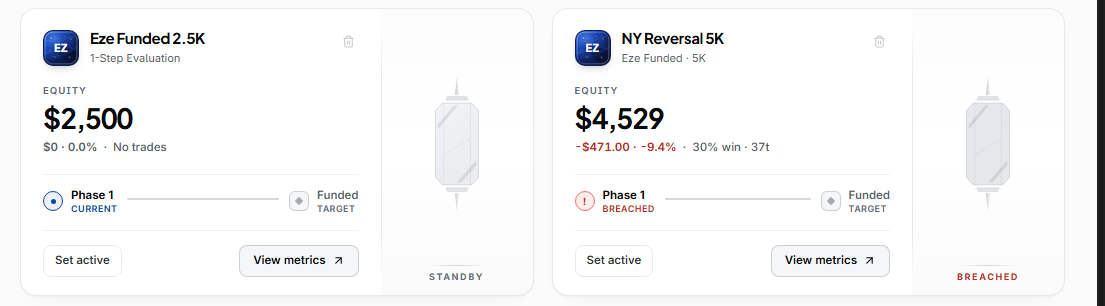 EZ
Eze Funded 2.5K
1-Step Evaluation
EQUITY
$2,500
$0 · 0.0% · No trades
Phase 1
CURRENT
Funded
TARGET
Set active
View metrics
STANDBY
EZ
NY Reversal 5K
Eze Funded · 5K
EQUITY
$4,529
-$471.00 · -9.4% · 30% win · 37t
Phase 1
BREACHED
Funded
TARGET
Set active
View metrics
BREACHED